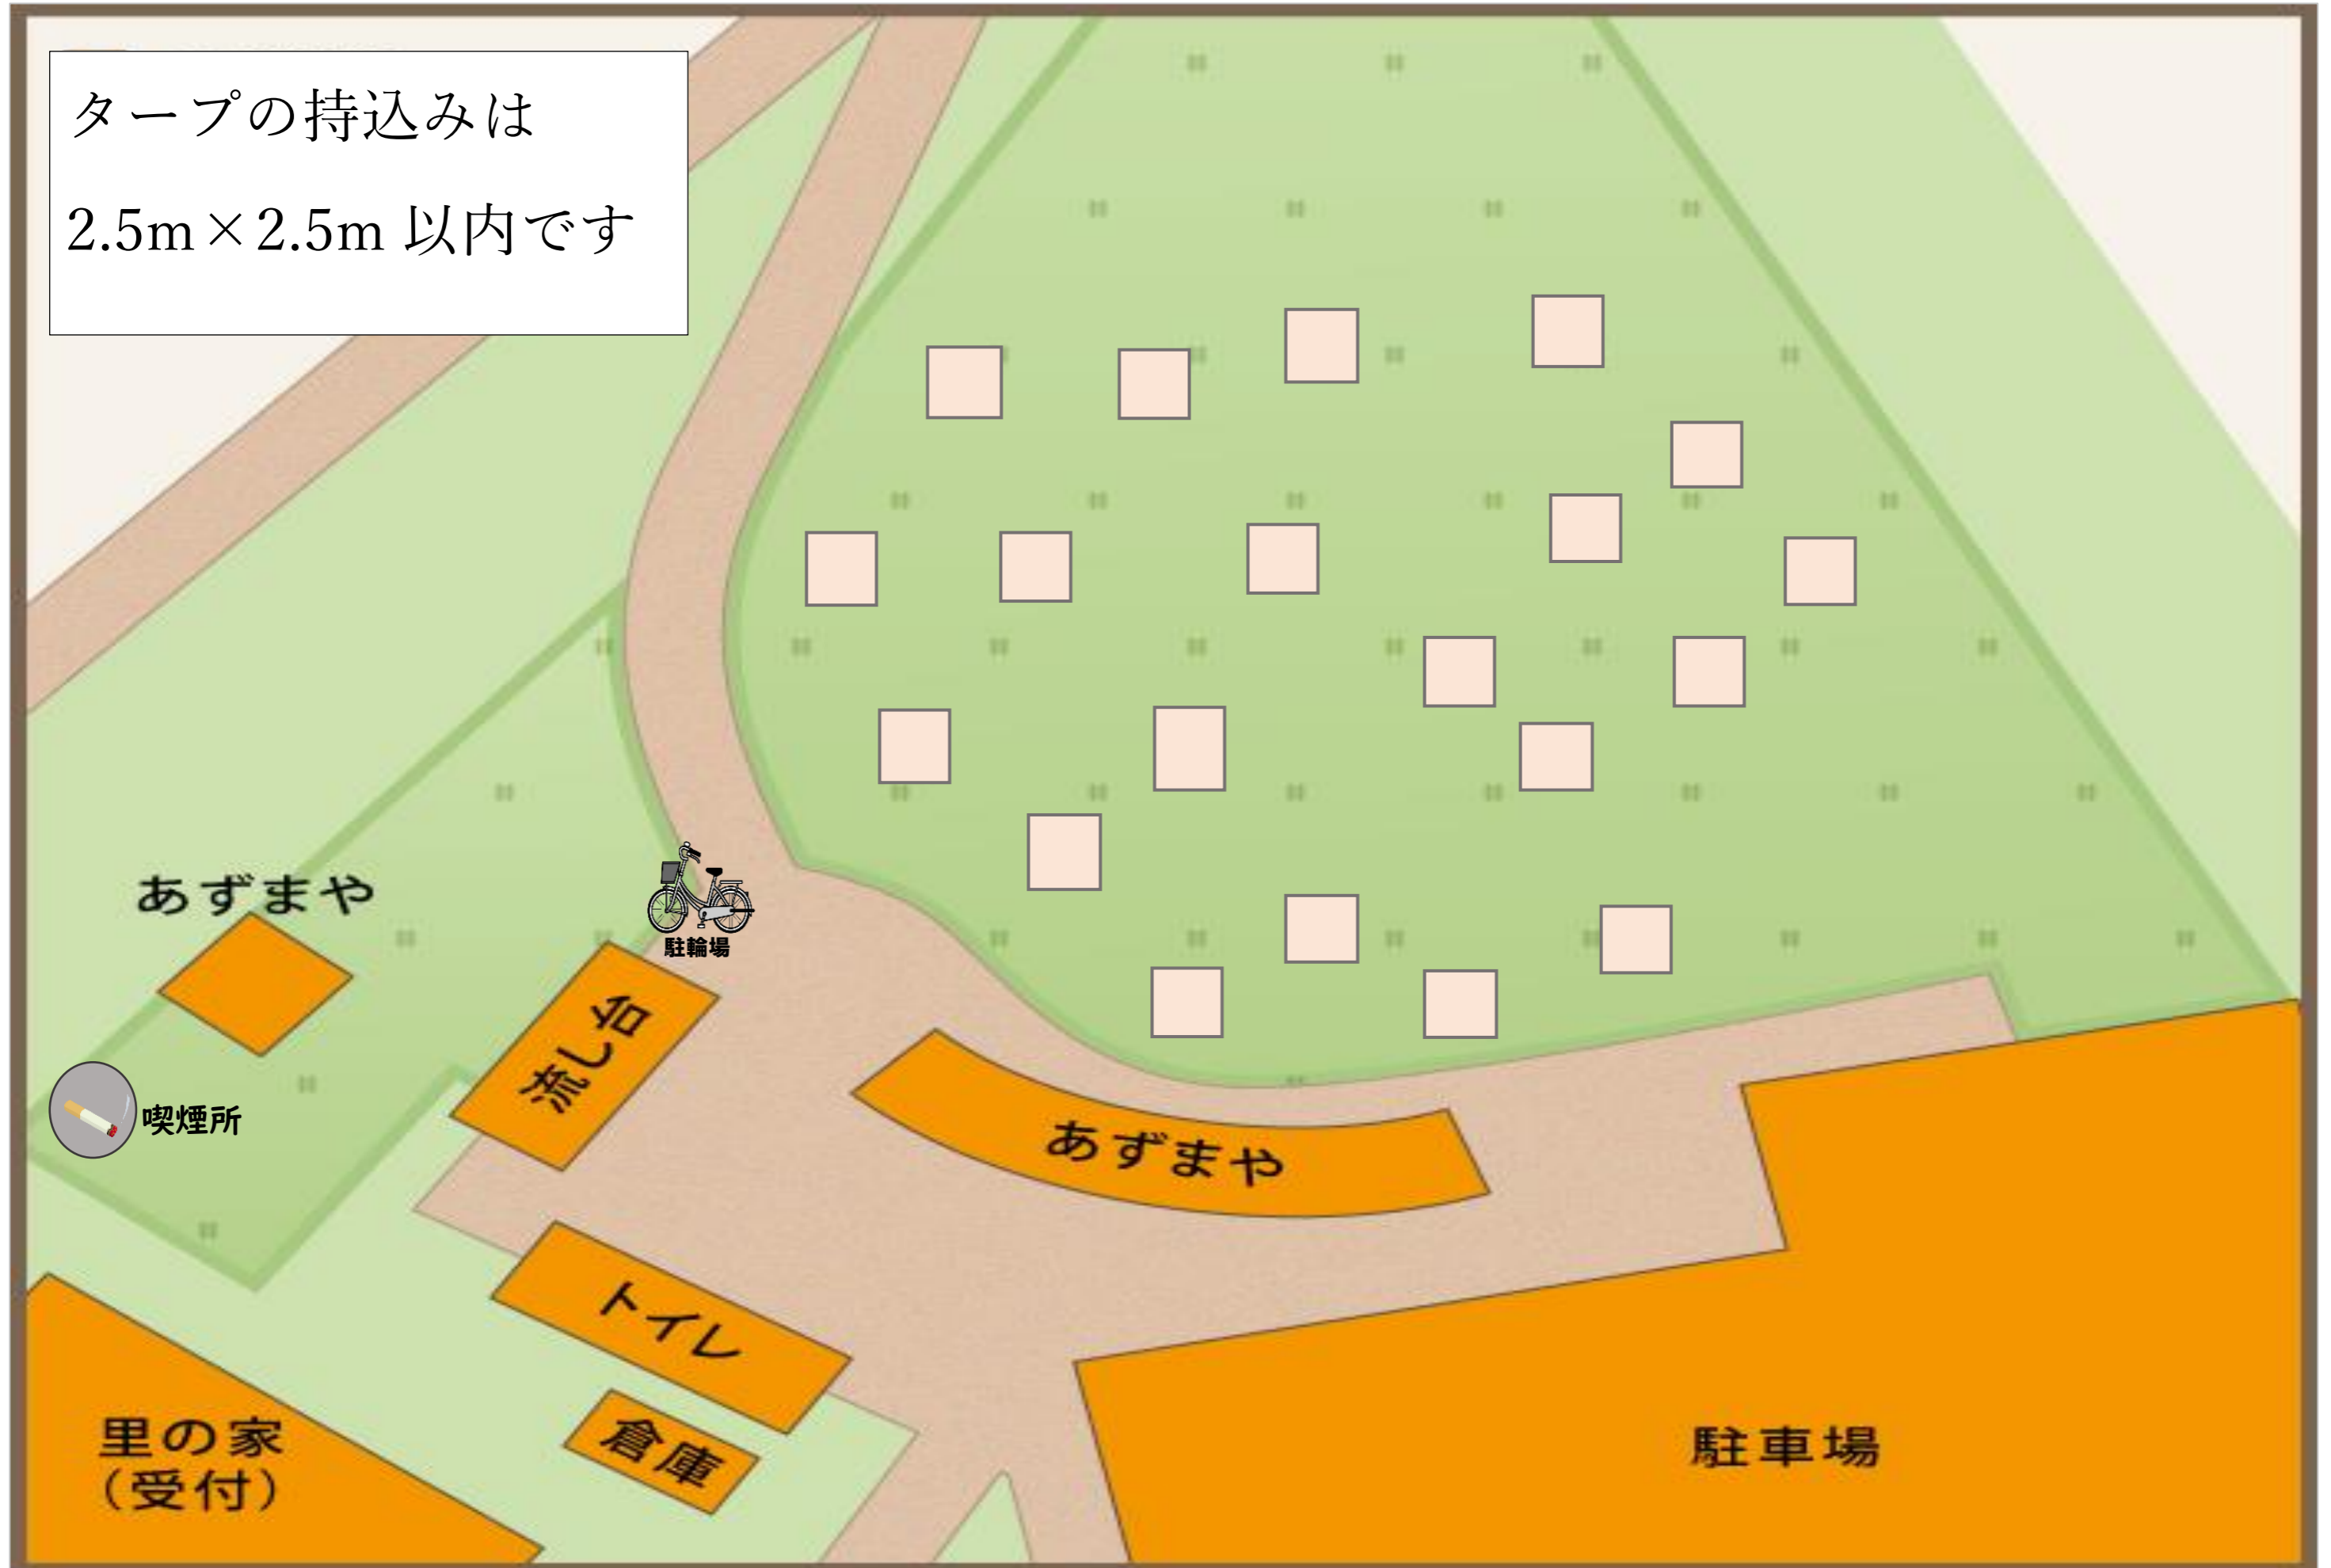 タープの持込みは
2.5m×2.5m 以内です
あずまや
駐輪場
流し台
喫煙所
あずまや
トイレ
倉庫
里の家
(受付)
駐車場